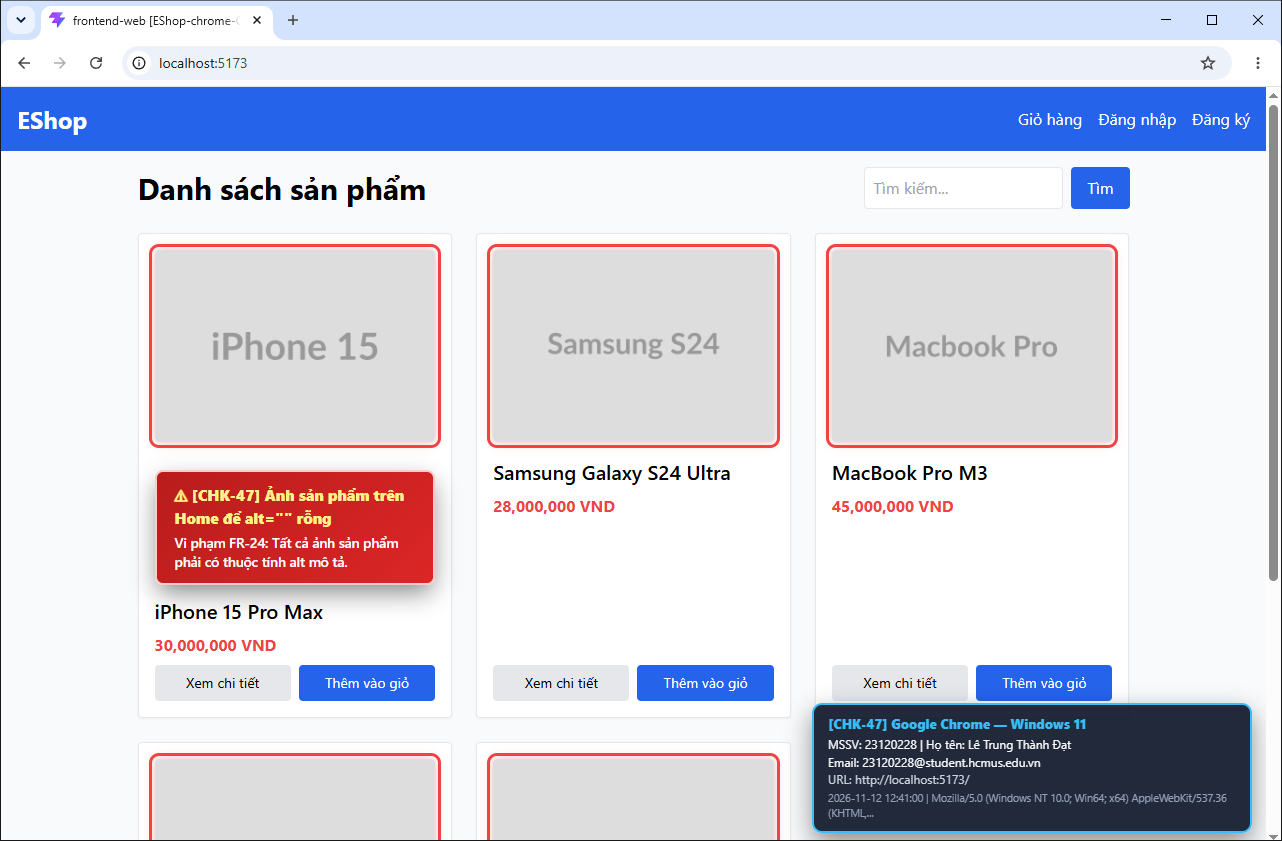 frontend-web [EShop-chrome-
localhost:5173
EShop
Giỏ hàng Đăng nhập Đăng ký
Danh sách sản phẩm
Tìm kiếm...
Tìm
iPhone 15
Samsung S24
Macbook Pro
⚠ [CHK-47] Ảnh sản phẩm trên
Home để alt="" rỗng
Vi phạm FR-24: Tất cả ảnh sản phẩm
phải có thuộc tính alt mô tả.
iPhone 15 Pro Max
30,000,000 VND
Xem chi tiết
Thêm vào giỏ
Samsung Galaxy S24 Ultra
28,000,000 VND
Xem chi tiết
Thêm vào giỏ
MacBook Pro M3
45,000,000 VND
Xem chi tiết
Thêm vào giỏ
[CHK-47] Google Chrome — Windows 11
MSSV: 23120228 | Họ tên: Lê Trung Thành Đạt
Email: 23120228@student.hcmus.edu.vn
URL: http://localhost:5173/
2026-11-12 12:41:00 | Mozilla/5.0 (Windows NT 10.0; Win64; x64) AppleWebKit/537.36
(KHTML,...